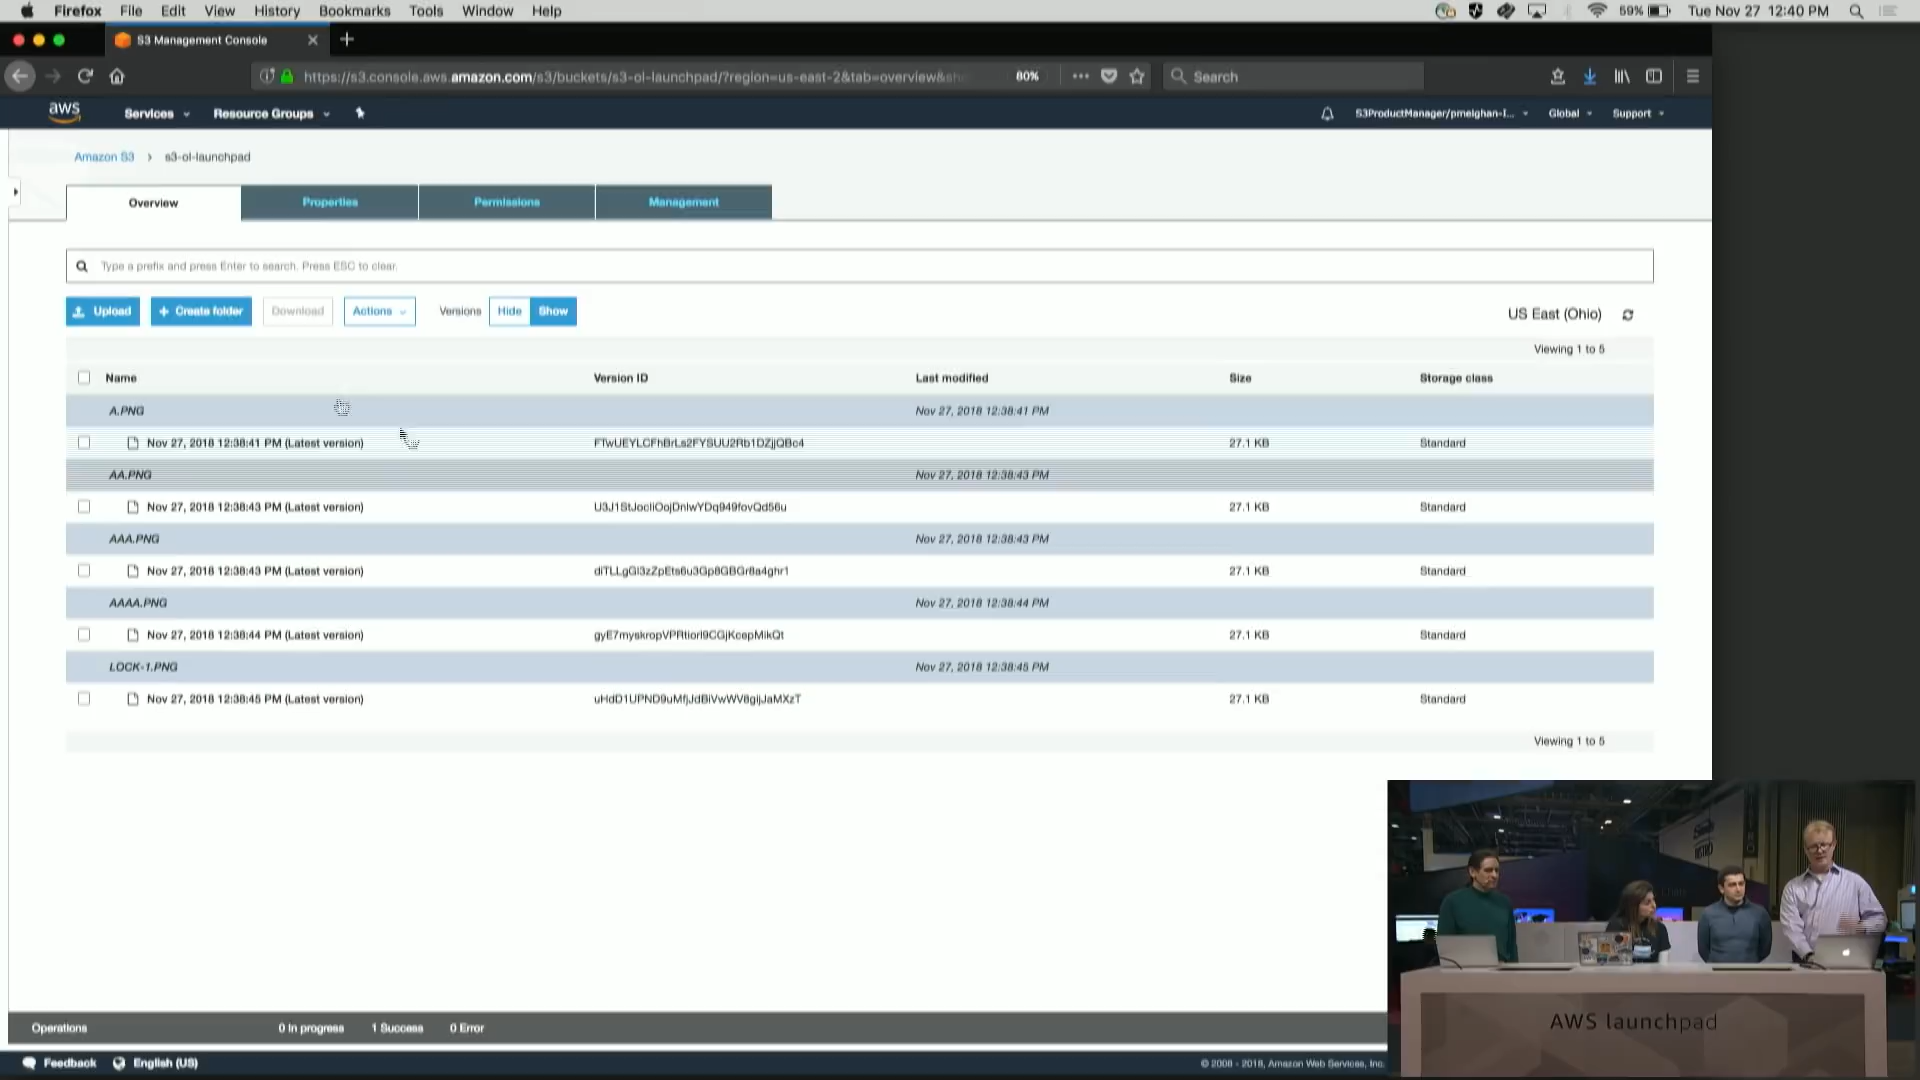 Firefox File Edit View History Bookmarks Tools Window Help 59% Tue Nov 27 12:40 PM
S3 Management Console
https://s3.console.aws.amazon.com/s3/buckets/s3-ol-launchpad/?region=us-east-2&tab=overview& 80% Search
aws Services Resource Groups S3ProductManager/pmeighan-I... Global Support
Amazon S3 > s3-ol-launchpad
Overview Properties Permissions Management
Type a prefix and press Enter to search. Press ESC to clear.
Upload + Create folder Download Actions Versions Hide Show US East (Ohio)
Viewing 1 to 5
Name Version ID Last modified Size Storage class
A.PNG Nov 27, 2018 12:38:41 PM
Nov 27, 2018 12:38:41 PM (Latest version) 27.1 KB Standard
AA.PNG Nov 27, 2018 12:38:43 PM
Nov 27, 2018 12:38:43 PM (Latest version) 27.1 KB Standard
AAA.PNG Nov 27, 2018 12:38:43 PM
Nov 27, 2018 12:38:43 PM (Latest version) 27.1 KB Standard
AAAA.PNG Nov 27, 2018 12:38:44 PM
Nov 27, 2018 12:38:44 PM (Latest version) 27.1 KB Standard
LOCK-1.PNG Nov 27, 2018 12:38:45 PM
Nov 27, 2018 12:38:45 PM (Latest version) 27.1 KB Standard
Viewing 1 to 5
Operations 0 In progress 1 Success 0 Error
Feedback English (US) © 2008 - 2018, Amazon Web Services, Inc.
AWS launchpad